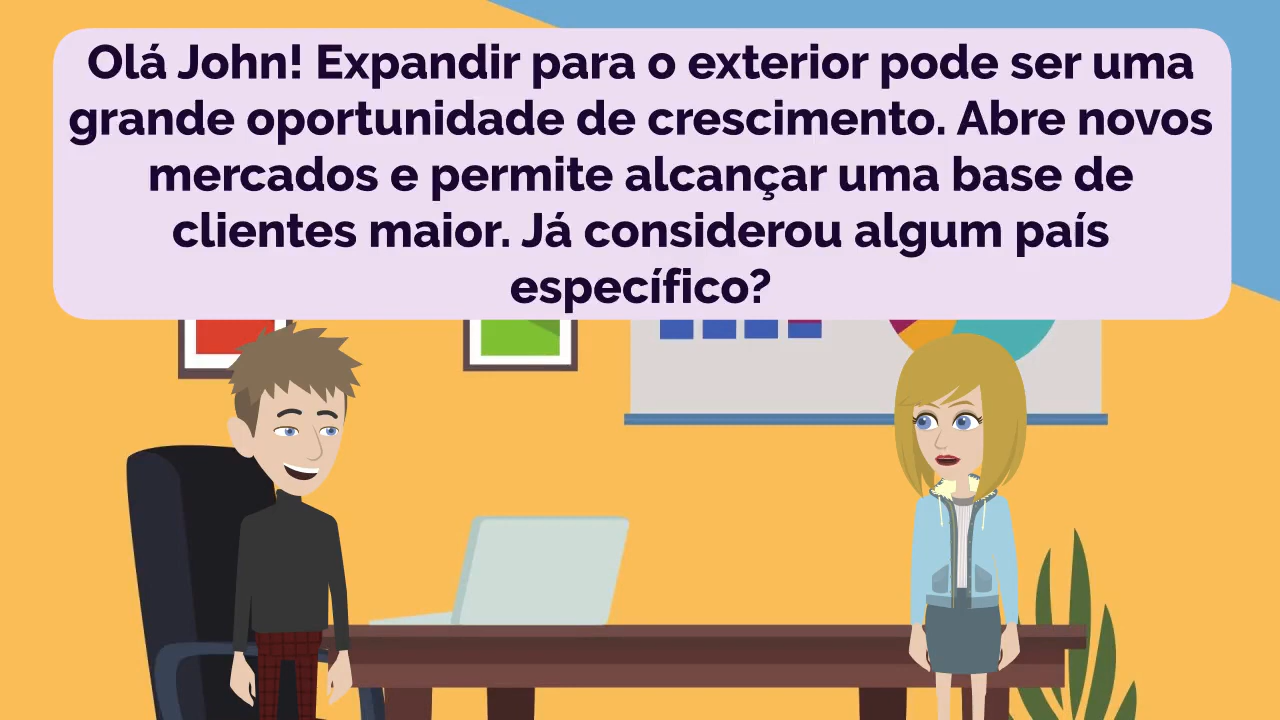 Olá John! Expandir para o exterior pode ser uma
grande oportunidade de crescimento. Abre novos
mercados e permite alcançar uma base de
clientes maior. Já considerou algum país
específico?